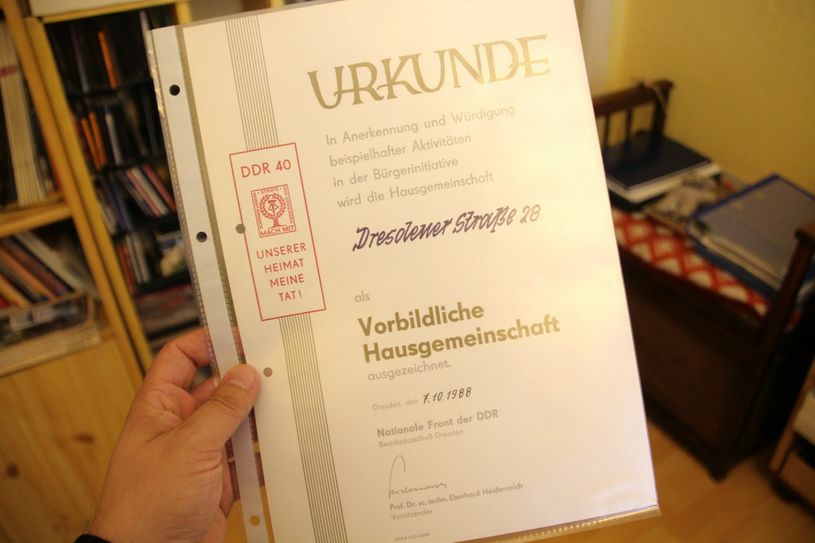 URKUNDE
In Anerkennung und Würdigung
beispielhafter Aktivitäten
in der Bürgerinitiative
wird die Hausgemeinschaft
Dresdener Straße 28
als
Vorbildliche
Hausgemeinschaft
ausgezeichnet.
Dresden, den 7.10.1988
Nationale Front der DDR
Bezirksausschuß Dresden
Prof. Dr. sc. techn. Eberhard Heidenreich
Vorsitzender
DDR 40
MACH MIT
UNSERER
HEIMAT
MEINE
TAT!